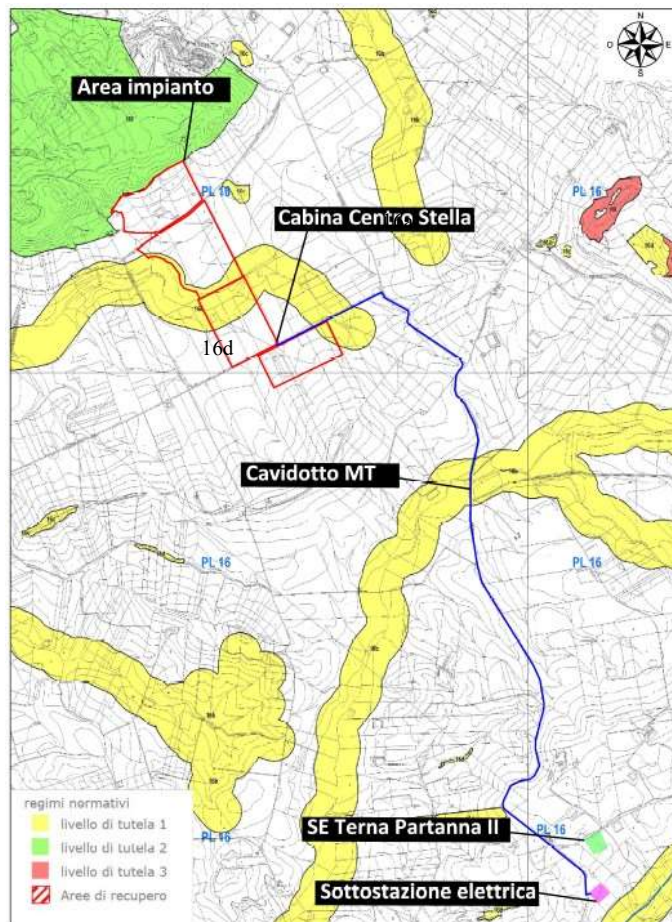 N
O
E
S
Area impianto
PL 16
PL 16
Cabina Centro Stella
16d
Cavidotto MT
PL 16
PL 16
regimi normativi
livello di tutela 1
livello di tutela 2
livello di tutela 3
Aree di recupero
PL 16
SE Terna Partanna II
PL 16
Sottostazione elettrica